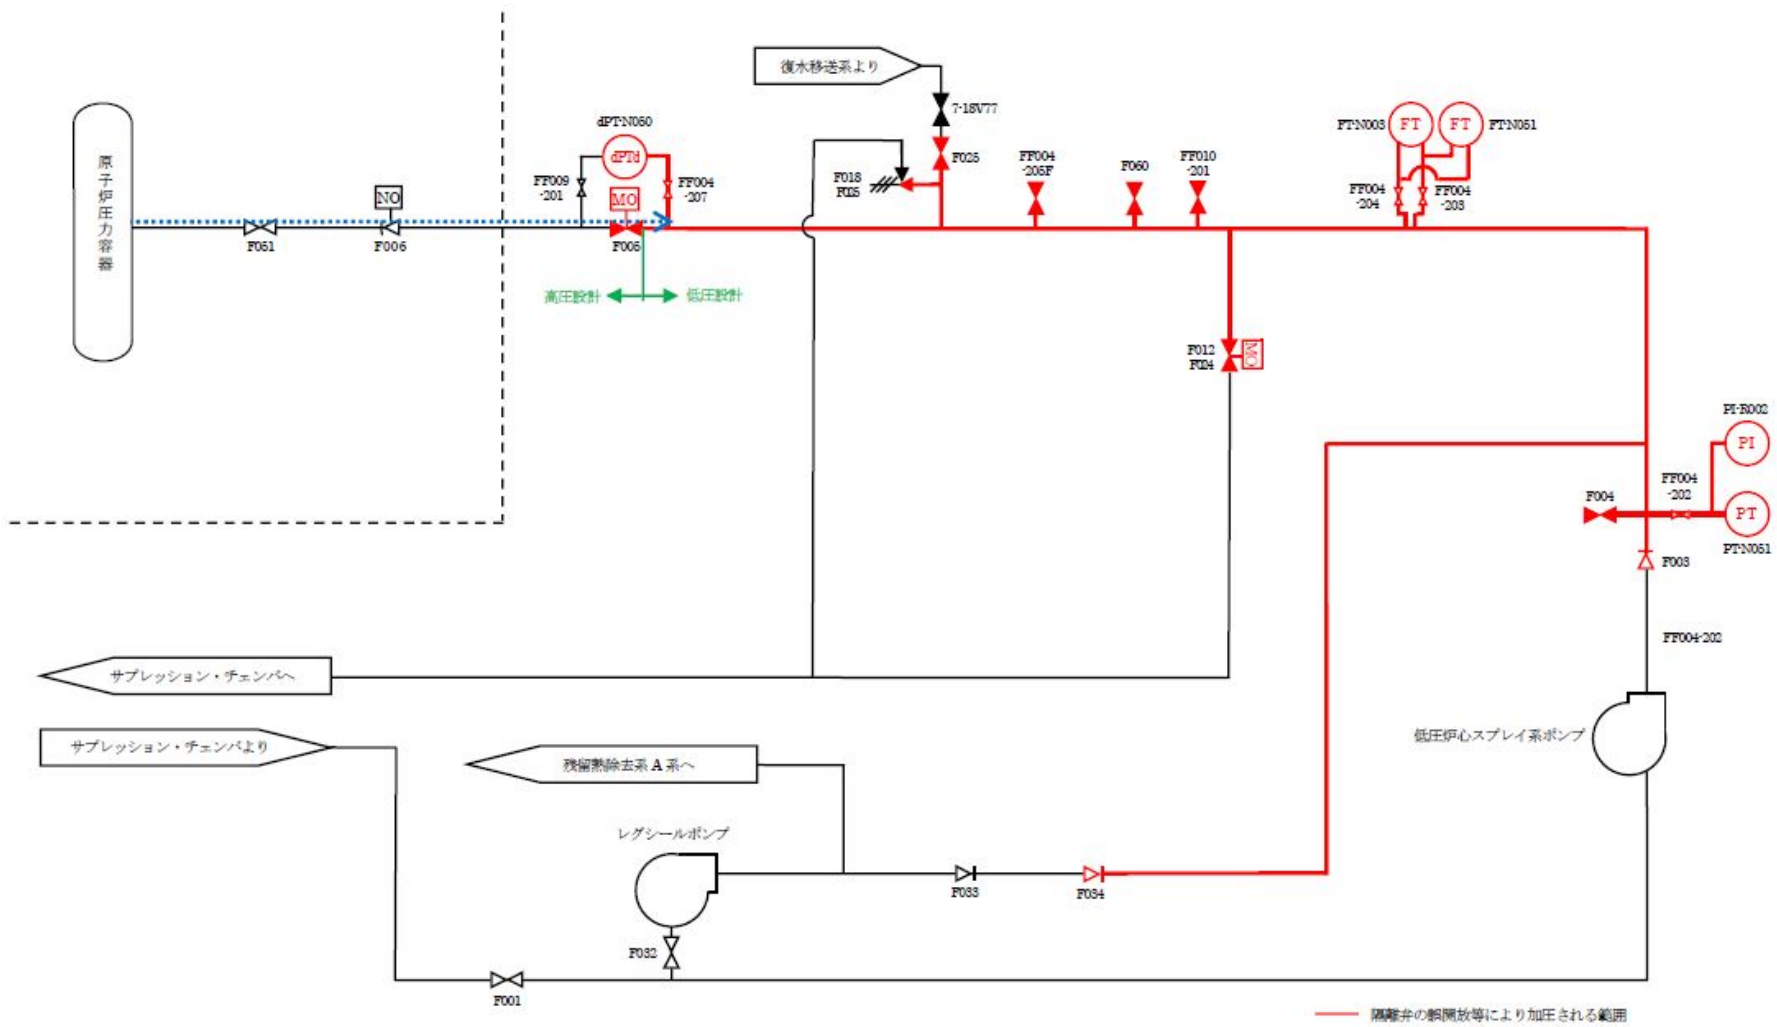 復水移送系より
7-18V77
原子炉圧力容器
dPT-N050
dPTd
FF009
-201
FF004
-207
NO
MO
F051
F006
F005
高圧設計
低圧設計
F018
F025
FF004
-205F
F060
FF010
-201
FT-N003
FT
FT
FT-N051
FF004
-204
FF004
-203
F012
F024
MO
PI-R002
PI
FF004
-202
F004
PT
PT-N051
F003
FF004-202
サプレッション・チェンバへ
サプレッション・チェンバより
残留熱除去系 A 系へ
低圧炉心スプレイ系ポンプ
レグシールポンプ
F033
F034
F032
F001
隔離弁の誤開放等により加圧される範囲